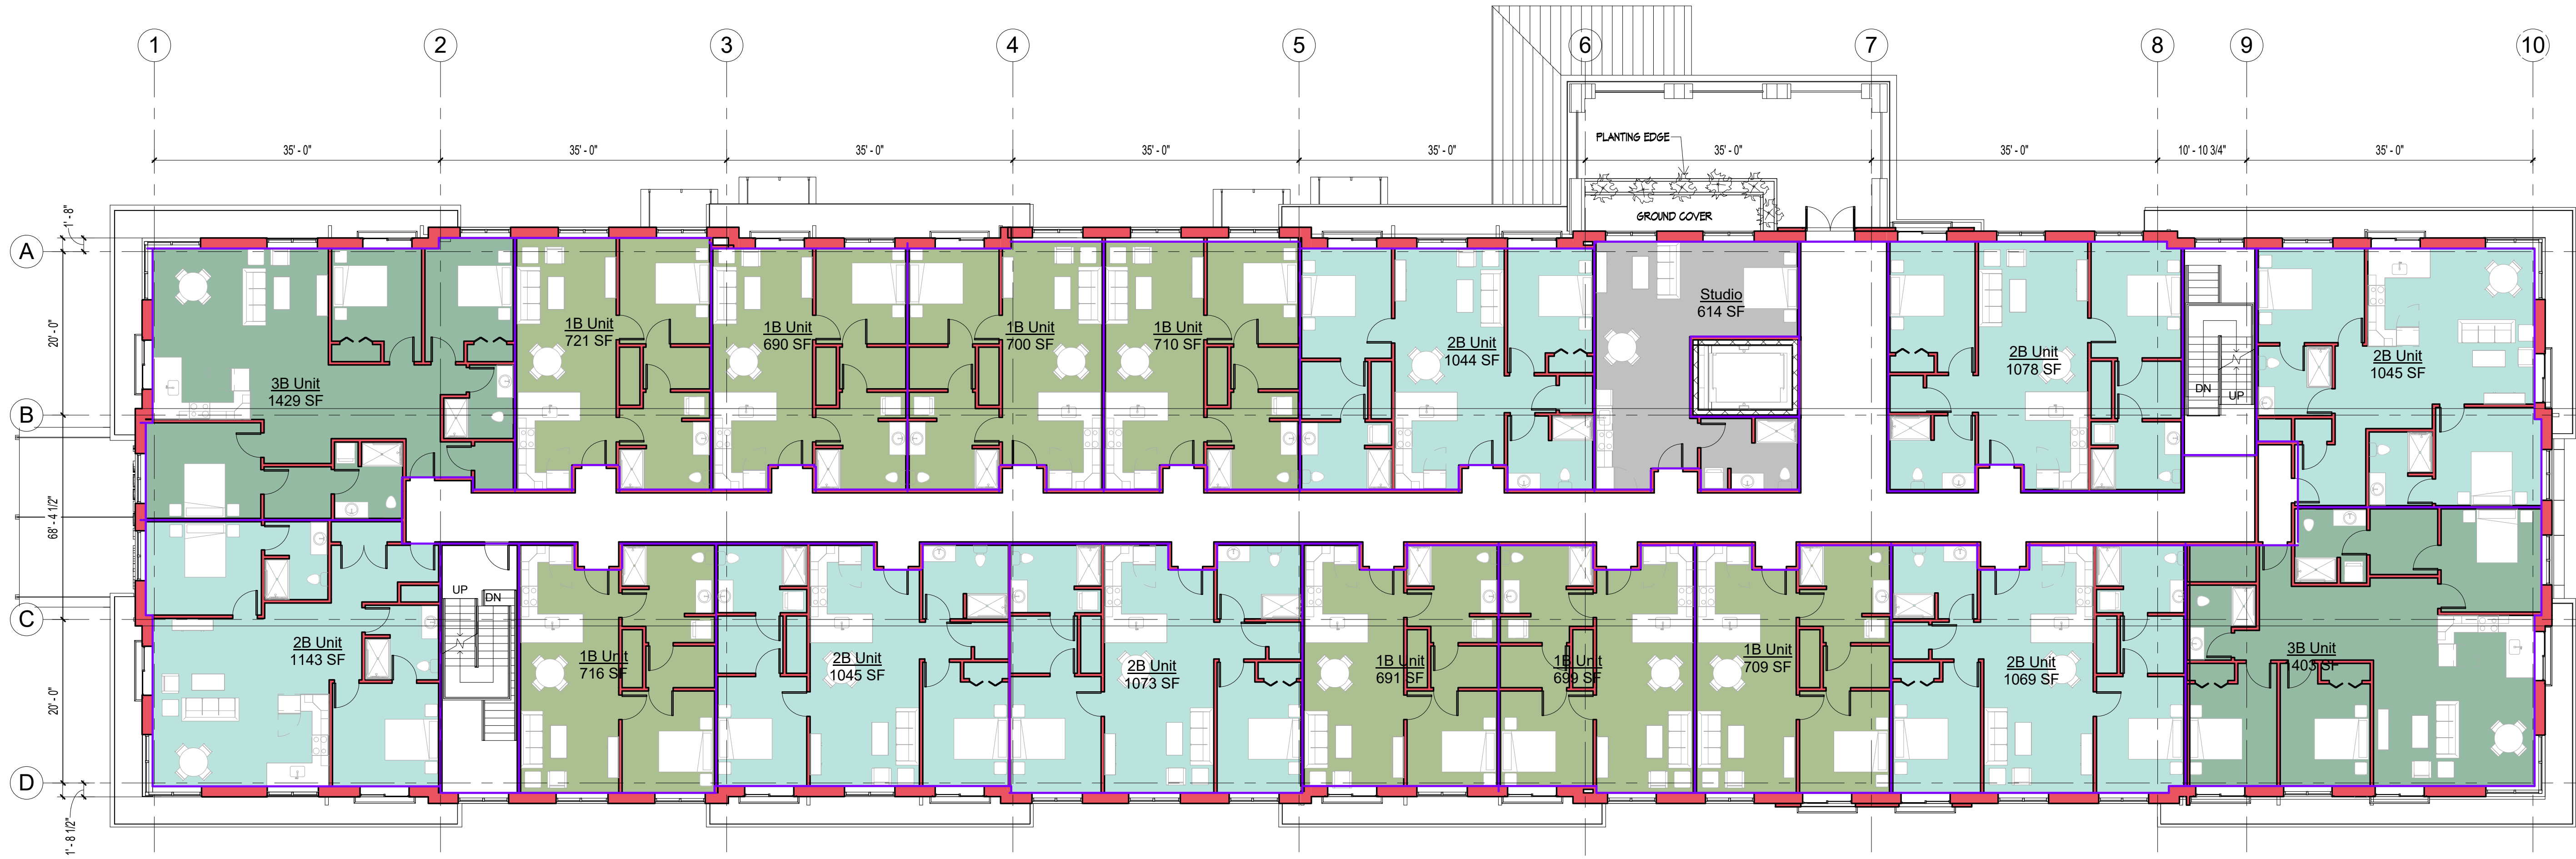 1 2 3 4 5 6 7 8 9 10
35' - 0" 35' - 0" 35' - 0" 35' - 0" 35' - 0" 35' - 0" 35' - 0" 10' - 10 3/4" 35' - 0"
PLANTING EDGE
GROUND COVER
1' - 8"
A
20' - 0"
B
68' - 4 1/2"
C
20' - 0"
D
1' - 8 1/2"
3B Unit
1429 SF
1B Unit
721 SF
1B Unit
690 SF
1B Unit
700 SF
1B Unit
710 SF
2B Unit
1044 SF
Studio
614 SF
2B Unit
1078 SF
DN
UP
2B Unit
1045 SF
2B Unit
1143 SF
UP
DN
1B Unit
716 SF
2B Unit
1045 SF
2B Unit
1073 SF
1B Unit
691 SF
1B Unit
699 SF
1B Unit
709 SF
2B Unit
1069 SF
3B Unit
1403 SF